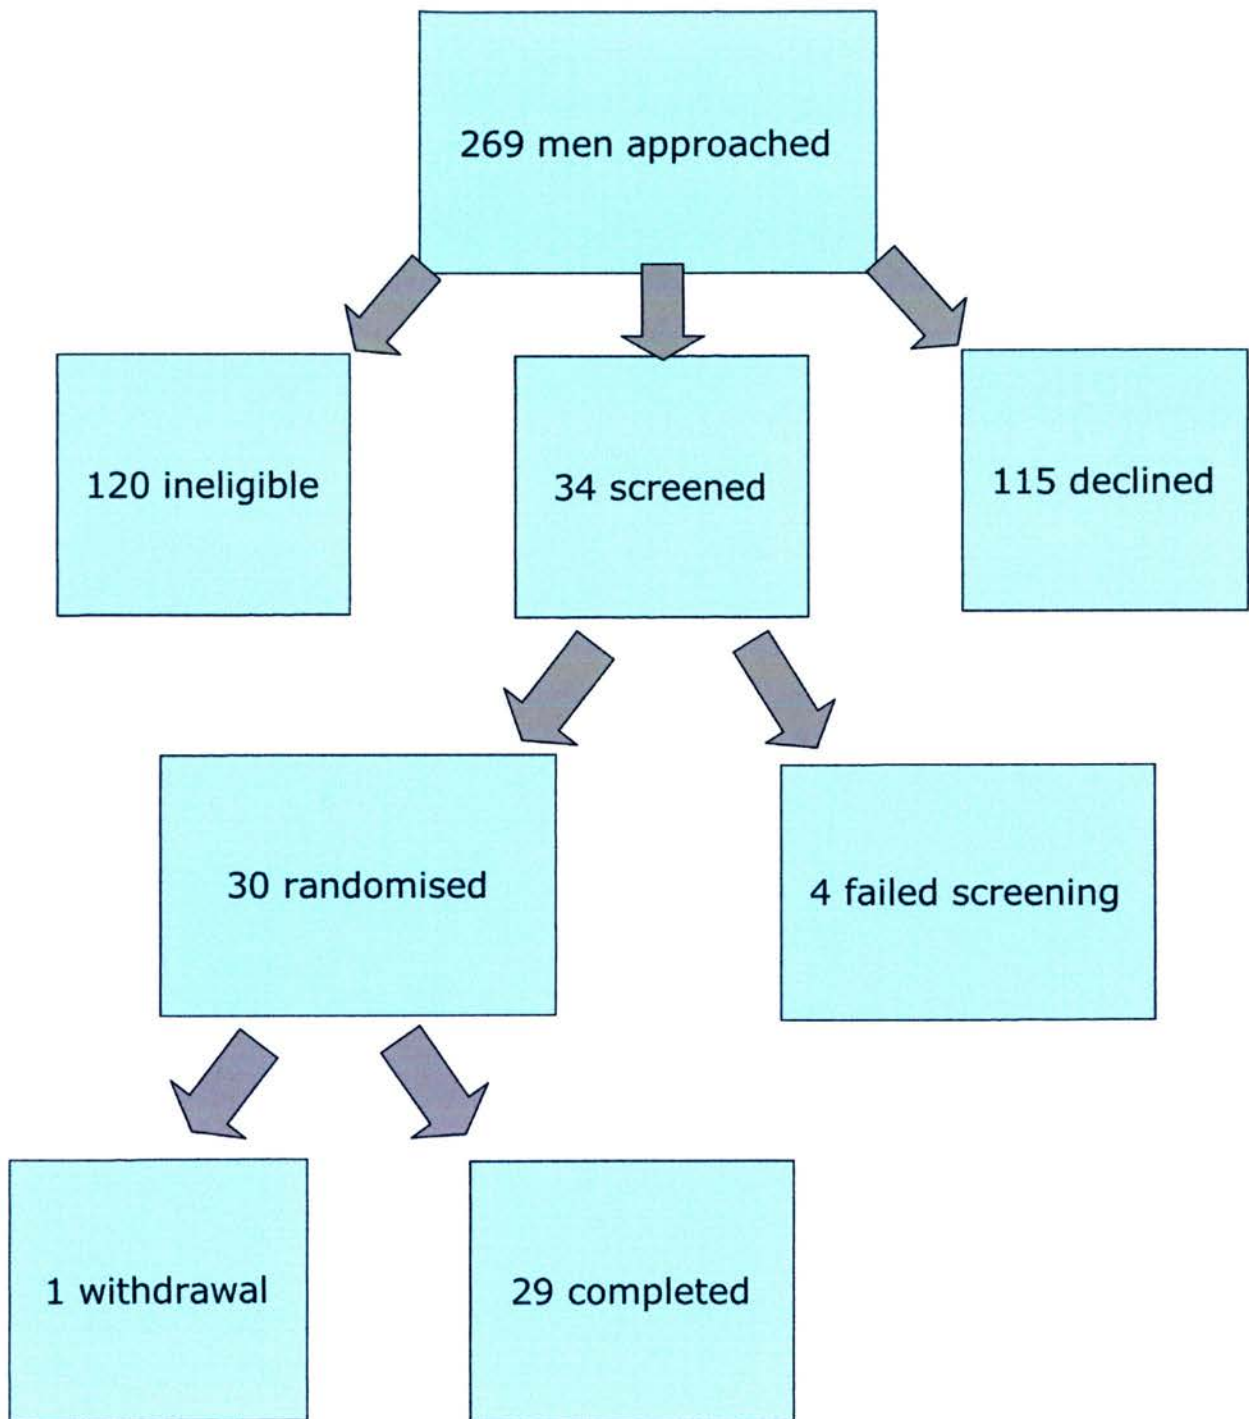 269 men approached
120 ineligible
34 screened
115 declined
30 randomised
4 failed screening
1 withdrawal
29 completed